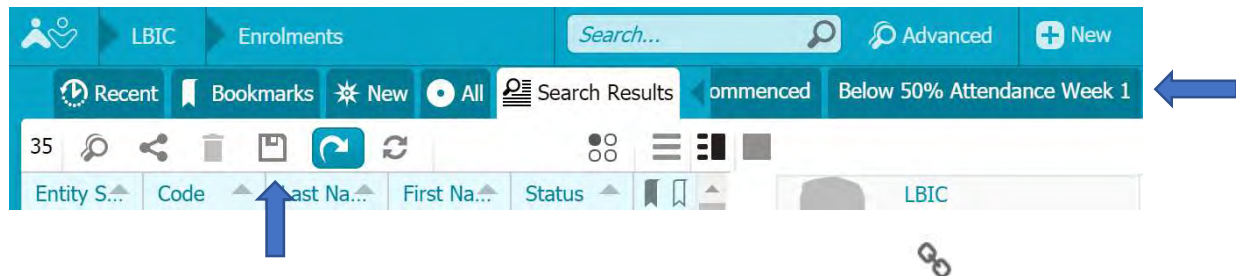 LBIC Enrolments Search... Advanced New
Recent Bookmarks New All Search Results ommenced Below 50% Attendance Week 1
35
Entity S... Code Last Na... First Na... Status LBIC